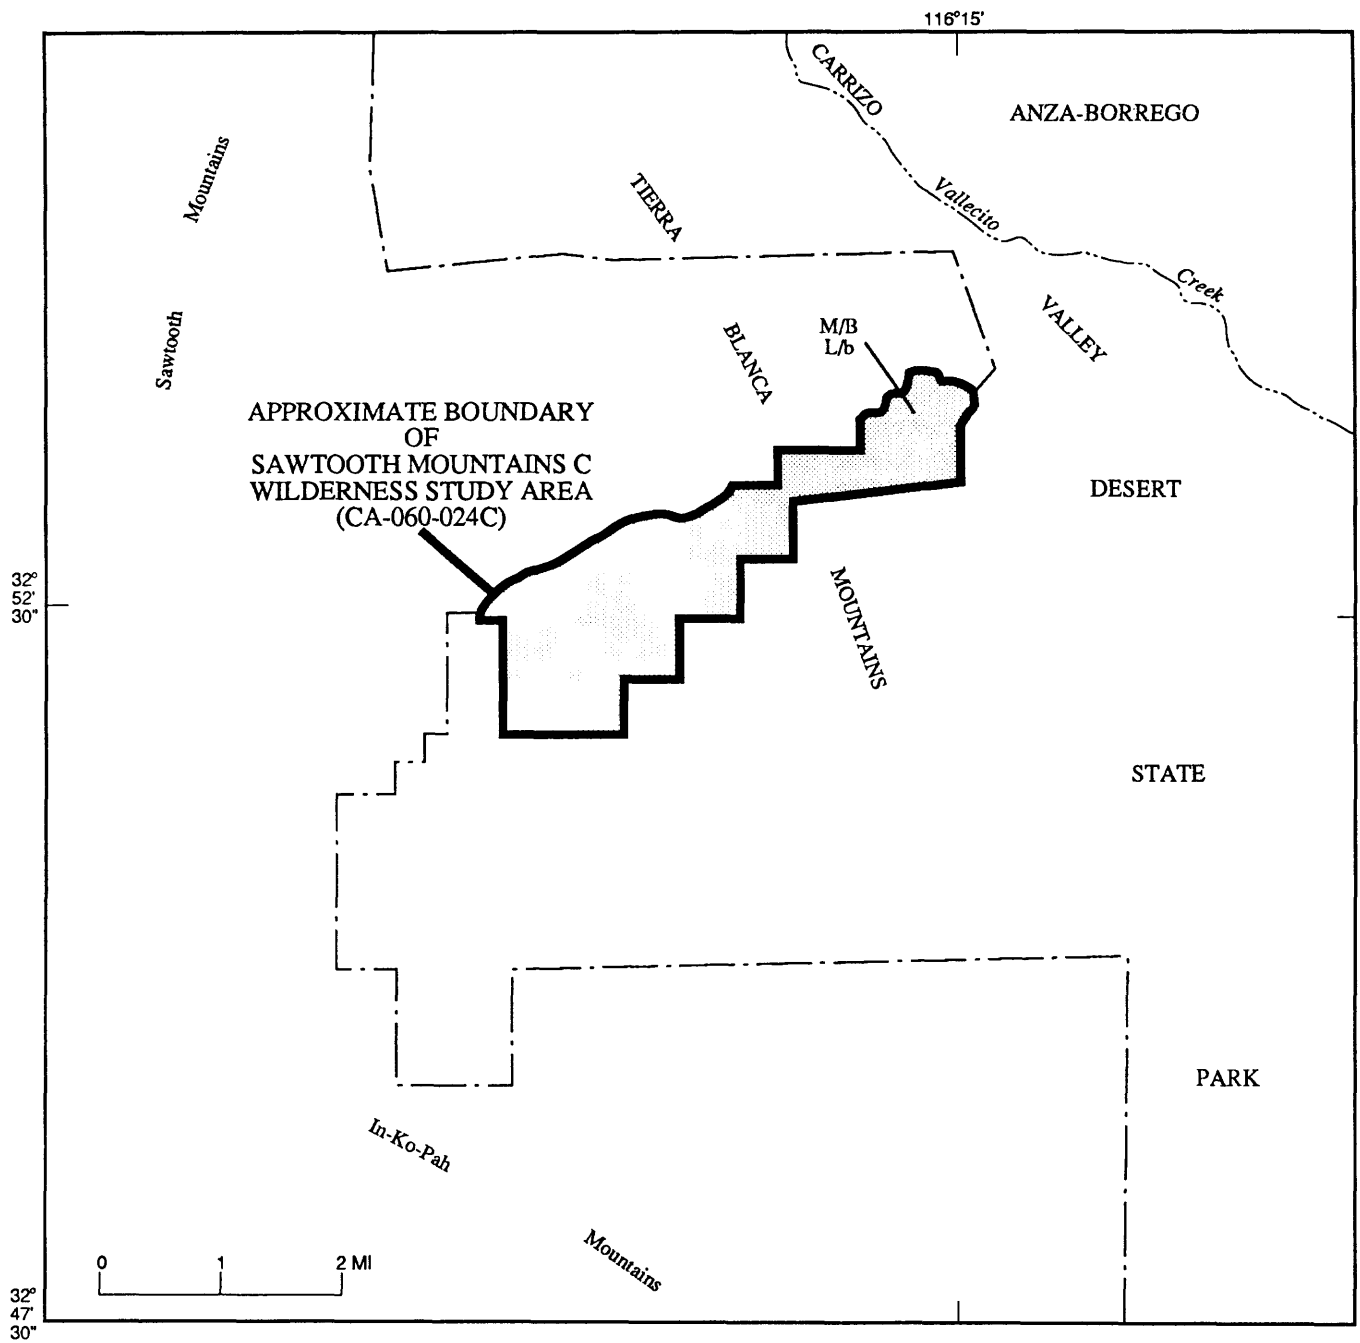 116°15'
CARRIZO
ANZA-BORREGO
Mountains
TIERRA
Vallecito
Creek
Sawtooth
BLANCA
M/B
L/b
VALLEY
APPROXIMATE BOUNDARY
OF
SAWTOOTH MOUNTAINS C
WILDERNESS STUDY AREA
(CA-060-024C)
DESERT
32°
52'
30"
MOUNTAINS
STATE
PARK
In-Ko-Pah
Mountains
0 1 2 MI
32°
47'
30"